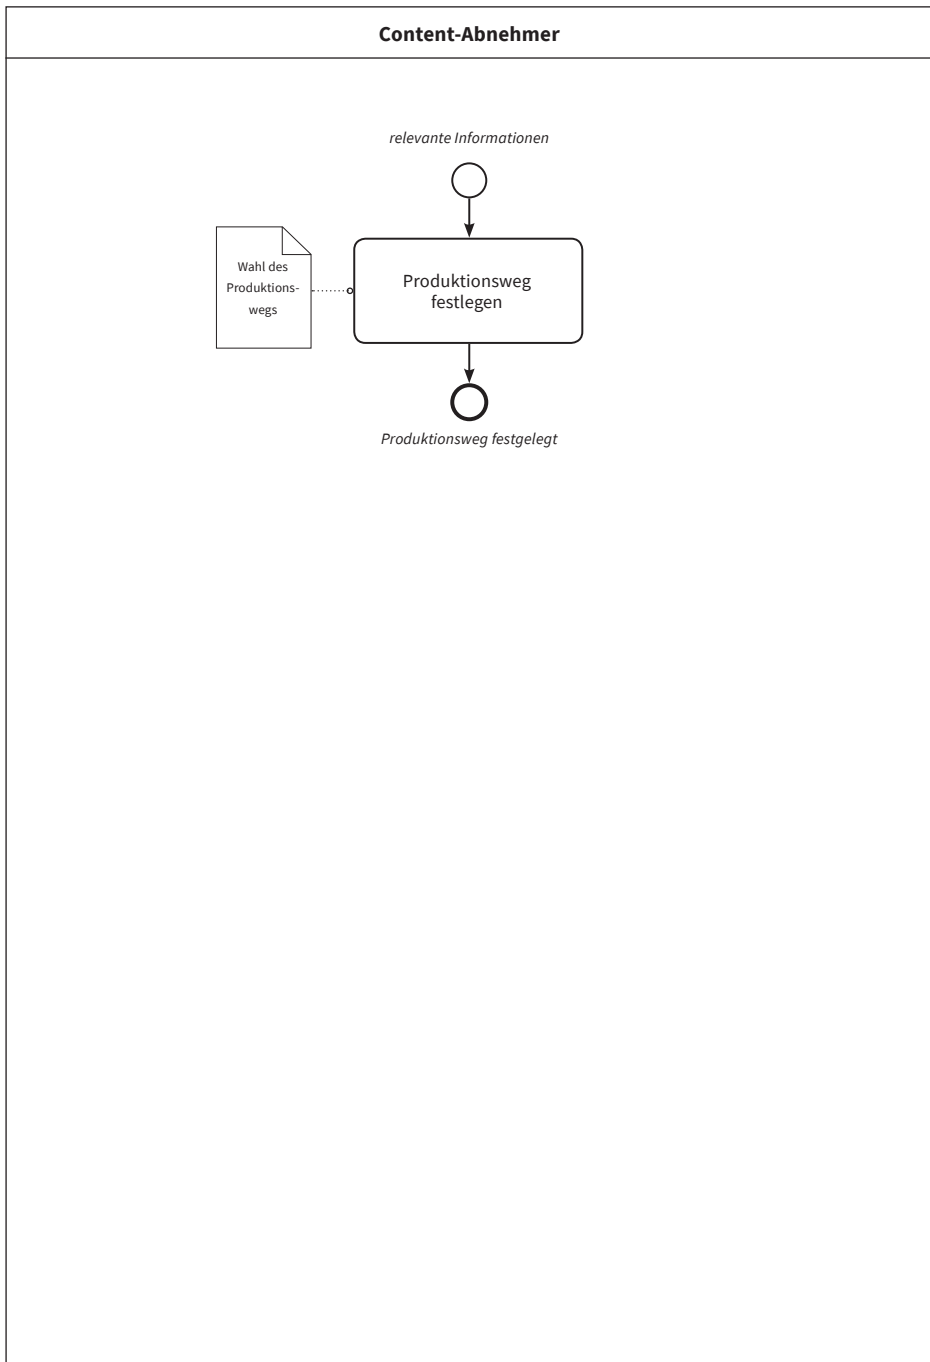 Content-Abnehmer
relevante Informationen
Wahl des
Produktions-
wegs
Produktionsweg
festlegen
Produktionsweg festgelegt